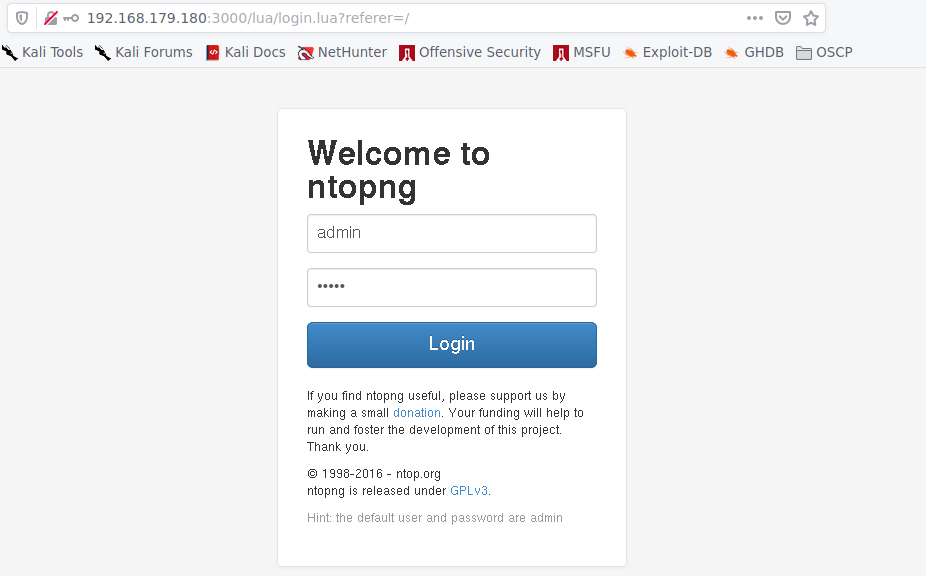 192.168.179.180:3000/lua/login.lua?referer=/
Kali Tools Kali Forums Kali Docs NetHunter Offensive Security MSFU Exploit-DB GHDB OSCP
Welcome to
ntopng
admin
•••••
Login
If you find ntopng useful, please support us by
making a small donation. Your funding will help to
run and foster the development of this project.
Thank you.
© 1998-2016 - ntop.org
ntopng is released under GPLv3.
Hint: the default user and password are admin